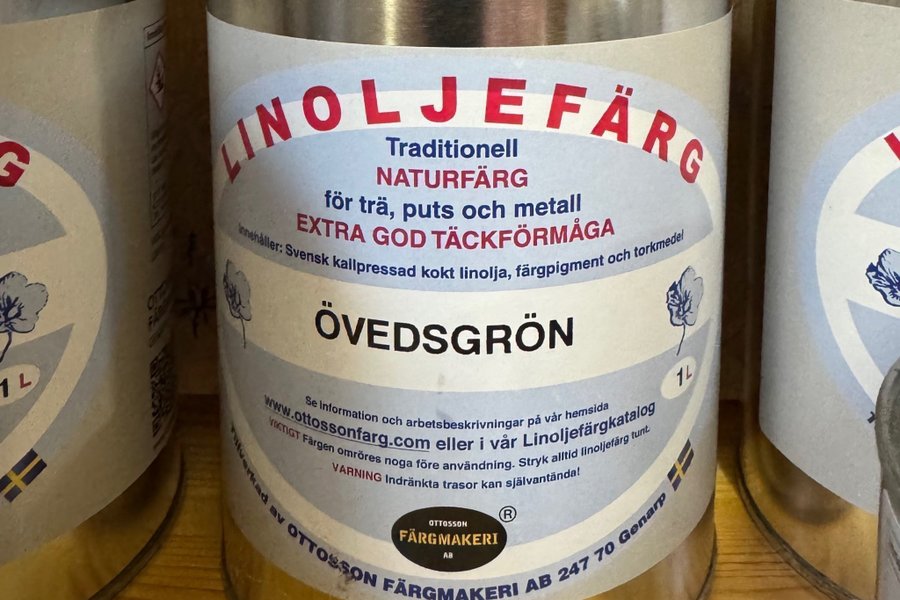 LINOLJEFÄRG
Traditionell
NATURFÄRG
för trä, puts och metall
EXTRA GOD TÄCKFÖRMÅGA
Innehåller: Svensk kallpressad kokt linolja, färgpigment och torkmedel
ÖVEDSGRÖN
1 L
Se information och arbetsbeskrivningar på vår hemsida
www.ottossonfarg.com eller i vår Linoljefärgkatalog
VIKTIGT Färgen omröres noga före användning. Stryk alltid linoljefärg tunt.
VARNING Indränkta trasor kan självantända!
OTTOSSON
FÄRGMAKERI
AB
®
Tillverkad av OTTOSSON FÄRGMAKERI AB 247 70 Genarp
RG
1 L